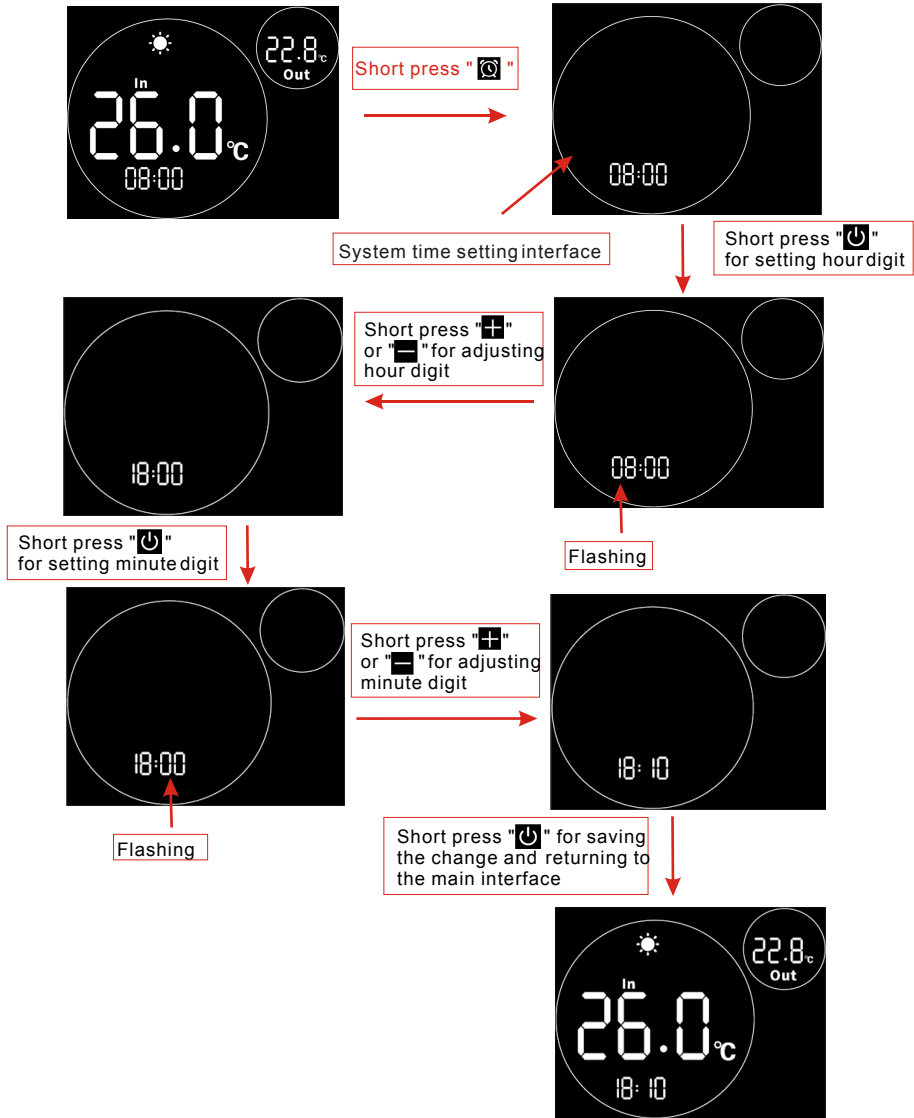 22.8℃
Out
In
26.0℃
08:00
Short press " "
08:00
System time setting interface
Short press " "
for setting hour digit
08:00
Flashing
Short press "+"
or "-" for adjusting
hour digit
18:00
Short press " "
for setting minute digit
18:00
Flashing
Short press "+"
or "-" for adjusting
minute digit
18:10
Short press " " for saving
the change and returning to
the main interface
22.8℃
Out
In
26.0℃
18:10